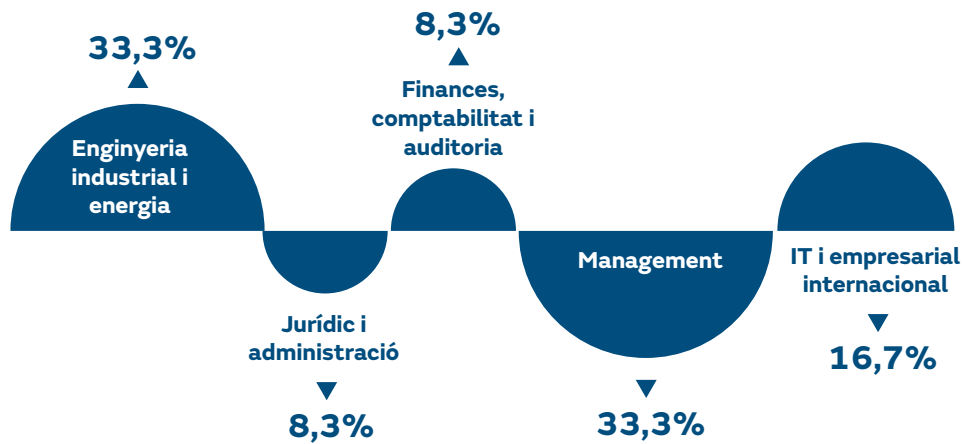 33,3%
Enginyeria
industrial i
energia
Jurídic i
administració
8,3%
8,3%
Finances,
comptabilitat i
auditoria
Management
33,3%
IT i empresarial
internacional
16,7%